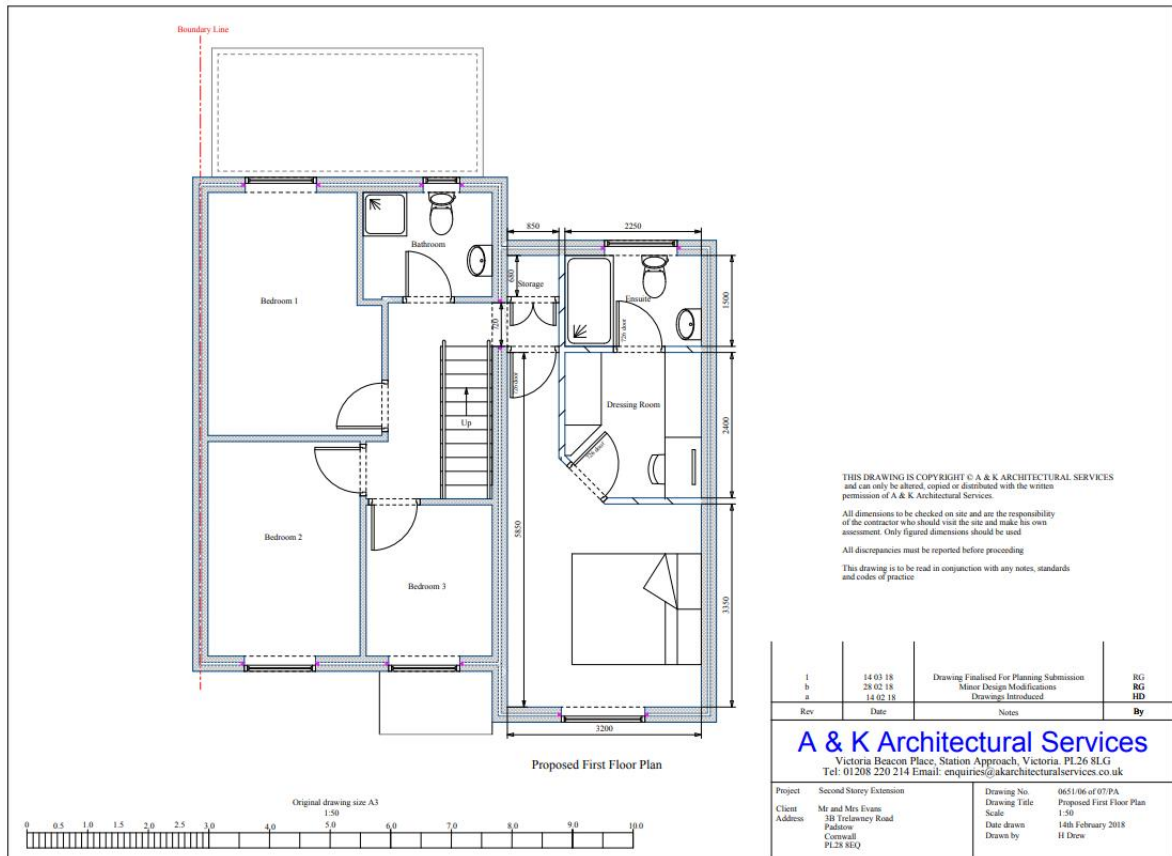 Boundary Line
850
2250
Bathroom
680
Storage
Ensuite
1500
Bedroom 1
720
726 door
726 door
Dressing Room
Up
2400
726 door
THIS DRAWING IS COPYRIGHT © A & K ARCHITECTURAL SERVICES
and can only be altered, copied or distributed with the written
permission of A & K Architectural Services.
All dimensions to be checked on site and are the responsibility
of the contractor who should visit the site and make his own
assessment. Only figured dimensions should be used
All discrepancies must be reported before proceeding
This drawing is to be read in conjunction with any notes, standards
and codes of practice
5850
Bedroom 2
Bedroom 3
3350
3200
Proposed First Floor Plan
1 14 03 18 Drawing Finalised For Planning Submission RG
b 28 02 18 Minor Design Modifications RG
a 14 02 18 Drawings Introduced HD
Rev Date Notes By
A & K Architectural Services
Victoria Beacon Place, Station Approach, Victoria. PL26 8LG
Tel: 01208 220 214 Email: enquiries@akarchitecturalservices.co.uk
Project Second Storey Extension
Client Mr and Mrs Evans
Address 3B Trelawney Road
Padstow
Cornwall
PL28 8EQ
Drawing No. 0651/06 of 07/PA
Drawing Title Proposed First Floor Plan
Scale 1:50
Date drawn 14th February 2018
Drawn by H Drew
Original drawing size A3
1:50
0 0.5 1.0 1.5 2.0 2.5 3.0 4.0 5.0 6.0 7.0 8.0 9.0 10.0